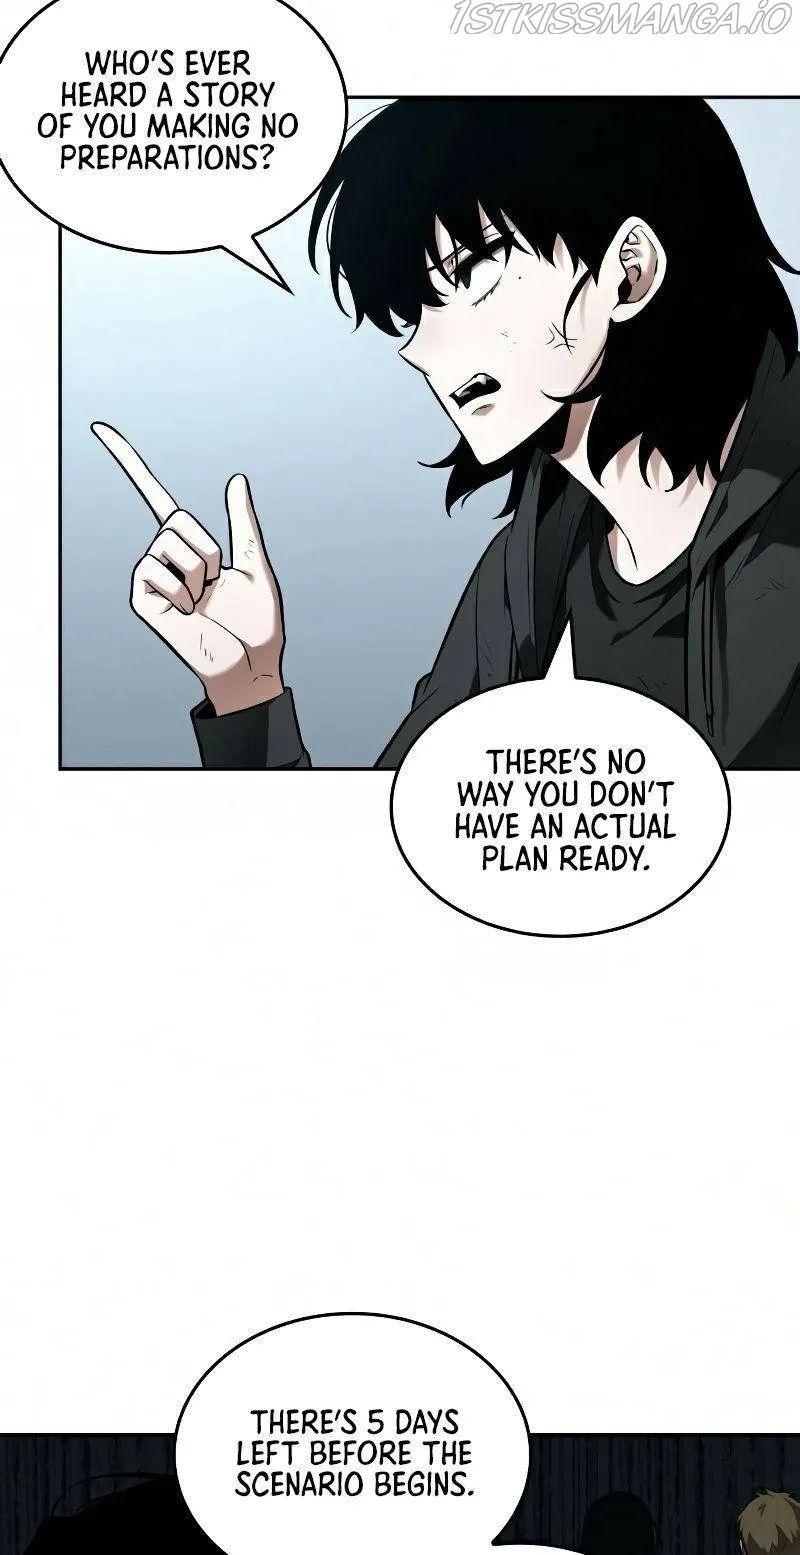 1STKISSMANGA.IO
WHO'S EVER
HEARD A STORY
OF YOU MAKING NO
PREPARATIONS?
THERE'S NO
WAY YOU DON'T
HAVE AN ACTUAL
PLAN READY.
THERE'S 5 DAYS
LEFT BEFORE THE
SCENARIO BEGINS.